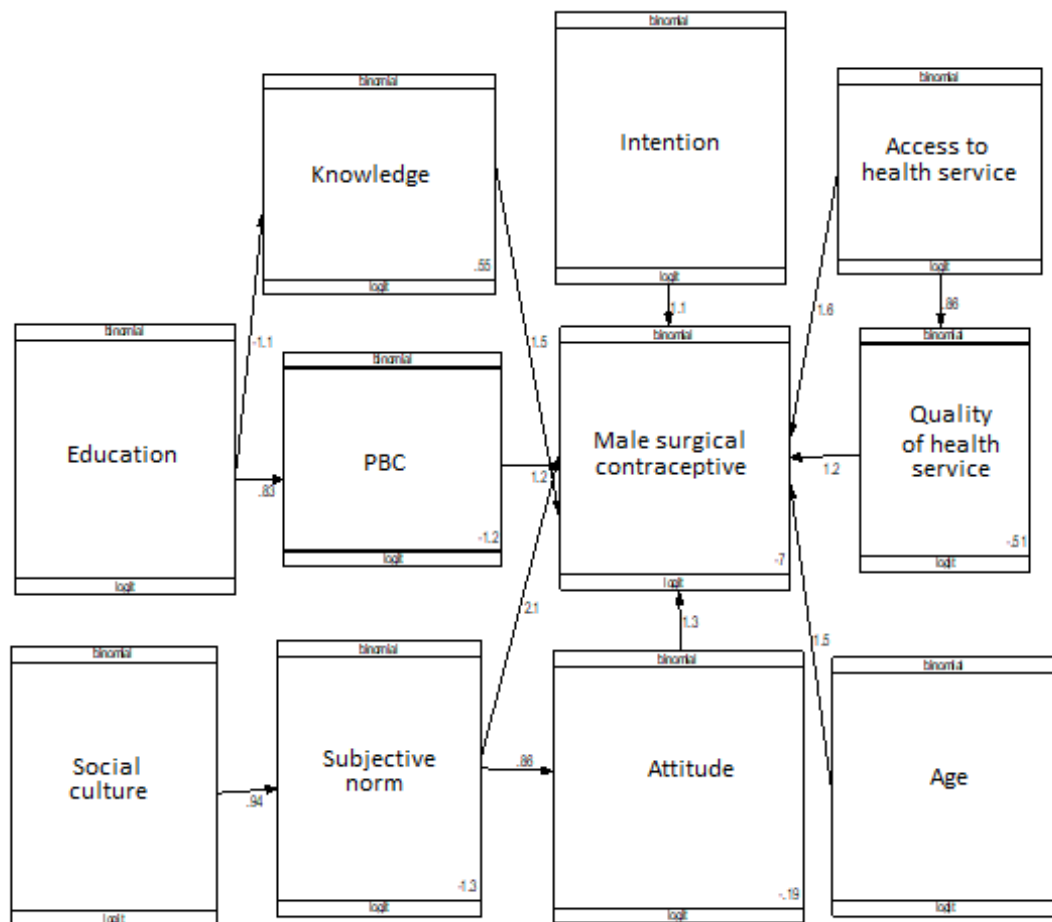 binomial
Intention
logit
binomial
Knowledge
.55
logit
binomial
Access to
health service
logit
binomial
Education
logit
-1.1
.83
binomial
PBC
-1.2
logit
1.5
1.2
2.1
1.1
binomial
Male surgical
contraceptive
-7
logit
1.6
.86
1.2
binomial
Quality
of health
service
-.51
logit
1.3
1.5
binomial
Social
culture
logit
.94
binomial
Subjective
norm
-1.3
logit
.86
binomial
Attitude
-.19
logit
binomial
Age
logit